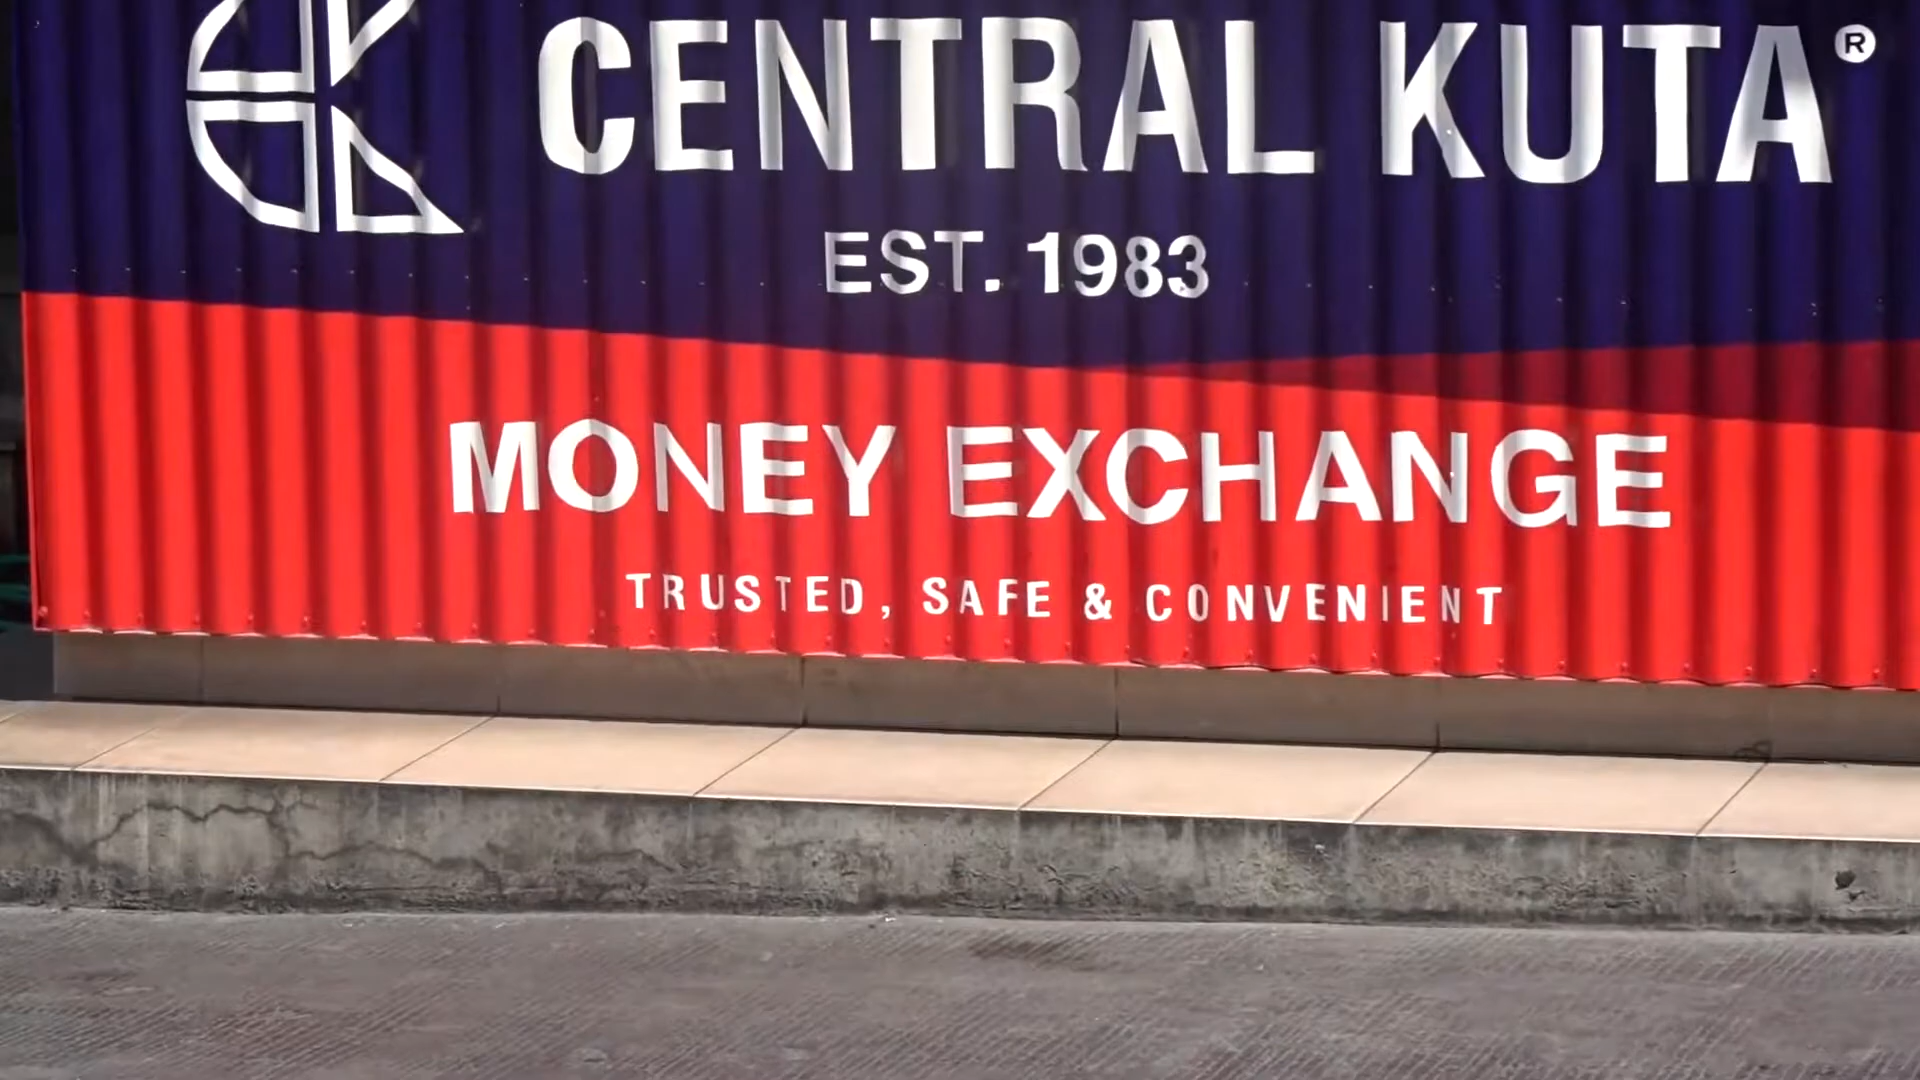 CENTRAL KUTA®
EST. 1983
MONEY EXCHANGE
TRUSTED, SAFE & CONVENIENT